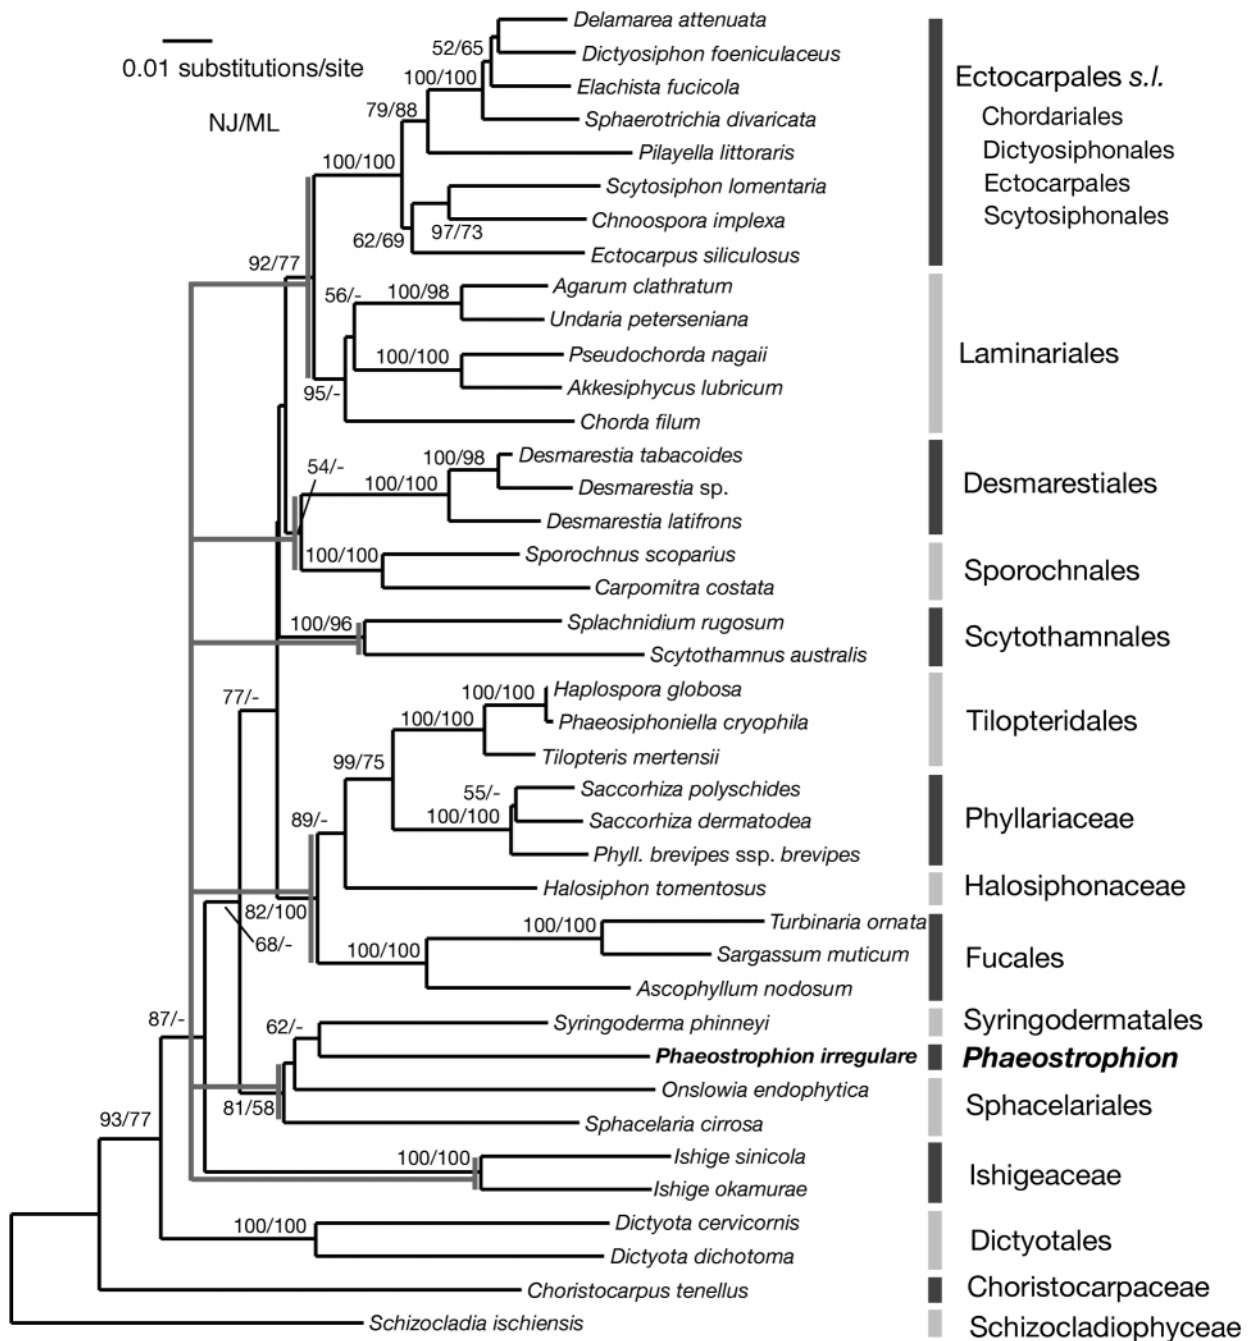 0.01 substitutions/site
NJ/ML
Delamarea attenuata
52/65
Dictyosiphon foeniculaceus
100/100
Elachista fucicola
79/88
Sphaerotrichia divaricata
Pilayella littoraris
100/100
Scytosiphon lomentaria
Chnoospora implexa
62/69
97/73
Ectocarpus siliculosus
92/77
Agarum clathratum
56/-
100/98
Undaria peterseniana
Pseudochorda nagaii
100/100
Akkesiphycus lubricum
95/-
Chorda filum
Desmarestia tabacoides
100/98
54/-
100/100
Desmarestia sp.
Desmarestia latifrons
100/100
Sporochnus scoparius
Carpomitra costata
100/96
Splachnidium rugosum
Scytothamnus australis
77/-
100/100
Haplospora globosa
100/100
Phaeosiphoniella cryophila
Tilopteris mertensii
99/75
55/-
Saccorhiza polyschides
89/-
100/100
Saccorhiza dermatodea
Phyll. brevipes ssp. brevipes
Halosiphon tomentosus
82/100
68/-
100/100
Turbinaria ornata
100/100
Sargassum muticum
Ascophyllum nodosum
87/-
62/-
Syringoderma phinneyi
Phaeostrophion irregulare
Onslowia endophytica
81/58
93/77
Sphacelaria cirrosa
100/100
Ishige sinicola
Ishige okamurae
100/100
Dictyota cervicornis
Dictyota dichotoma
Choristocarpus tenellus
Schizocladia ischiensis
Ectocarpales s.l.
Chordariales
Dictyosiphonales
Ectocarpales
Scytosiphonales
Laminariales
Desmarestiales
Sporochnales
Scytothamnales
Tilopteridales
Phyllariaceae
Halosiphonaceae
Fucales
Syringodermatales
Phaeostrophion
Sphacelariales
Ishigeaceae
Dictyotales
Choristocarpaceae
Schizocladiophyceae